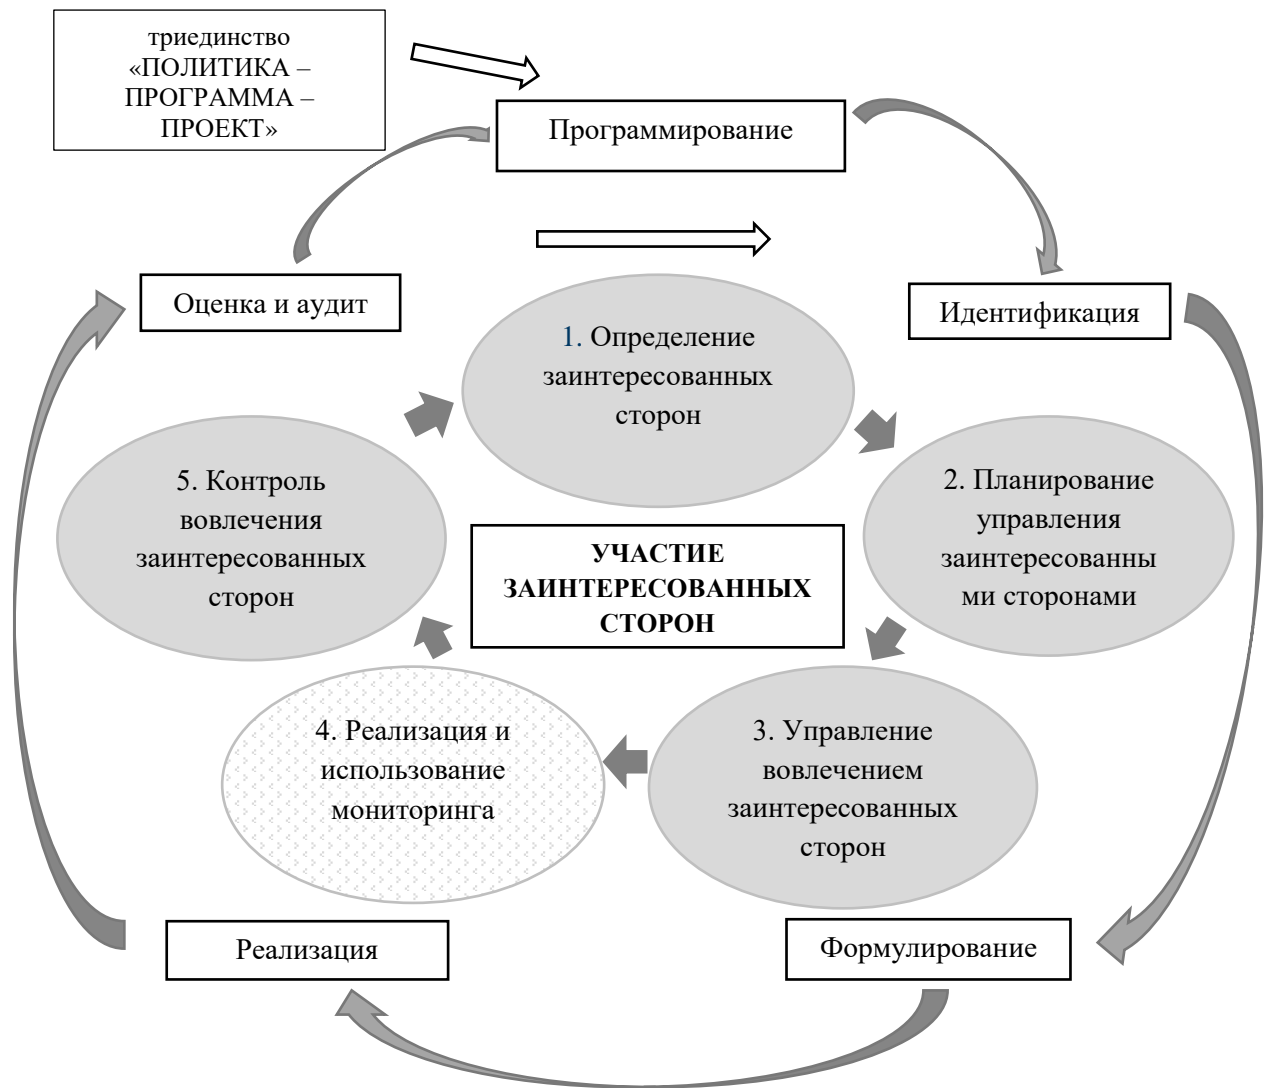 триединство
«ПОЛИТИКА –
ПРОГРАММА –
ПРОЕКТ»
Программирование
Оценка и аудит
Идентификация
1. Определение
заинтересованных
сторон
5. Контроль
вовлечения
заинтересованных
сторон
2. Планирование
управления
заинтересованны
ми сторонами
УЧАСТИЕ
ЗАИНТЕРЕСОВАННЫХ
СТОРОН
4. Реализация и
использование
мониторинга
3. Управление
вовлечением
заинтересованных
сторон
Реализация
Формулирование